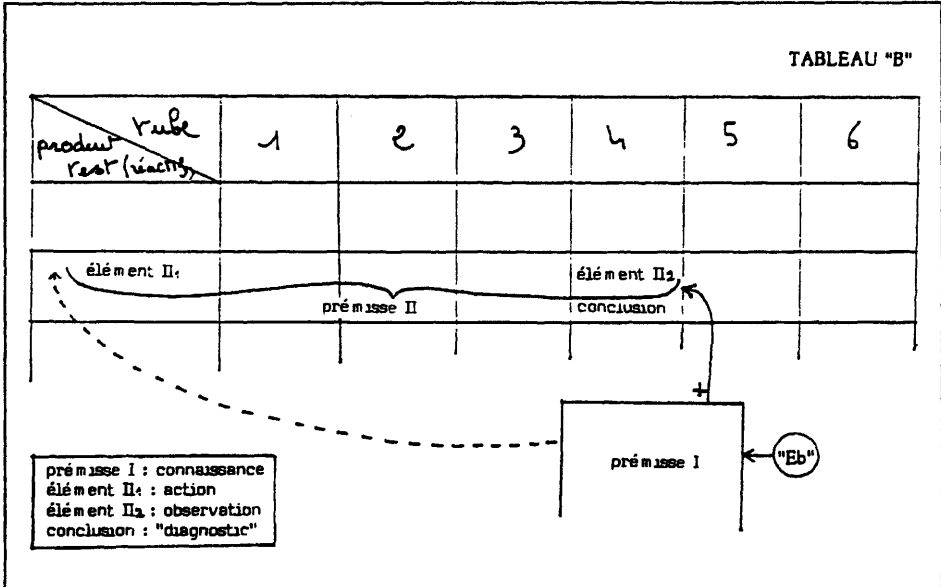 TABLEAU "B"
tube 1 2 3 4 5 6
produit
test (réactif)
élément II₁ élément II₂
prémisse II conclusion
+
prémisse I "Eb"
prémisse I : connaissance
élément II₁ : action
élément II₂ : observation
conclusion : "diagnostic"